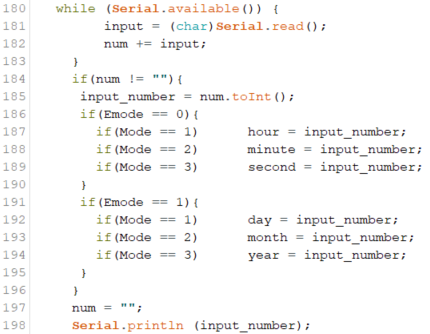 180 while (Serial.available()) {
181 input = (char)Serial.read();
182 num += input;
183 }
184 if(num != ""){
185 input_number = num.toInt();
186 if(Emode == 0){
187 if(Mode == 1) hour = input_number;
188 if(Mode == 2) minute = input_number;
189 if(Mode == 3) second = input_number;
190 }
191 if(Emode == 1){
192 if(Mode == 1) day = input_number;
193 if(Mode == 2) month = input_number;
194 if(Mode == 3) year = input_number;
195 }
196 }
197 num = "";
198 Serial.println (input_number);